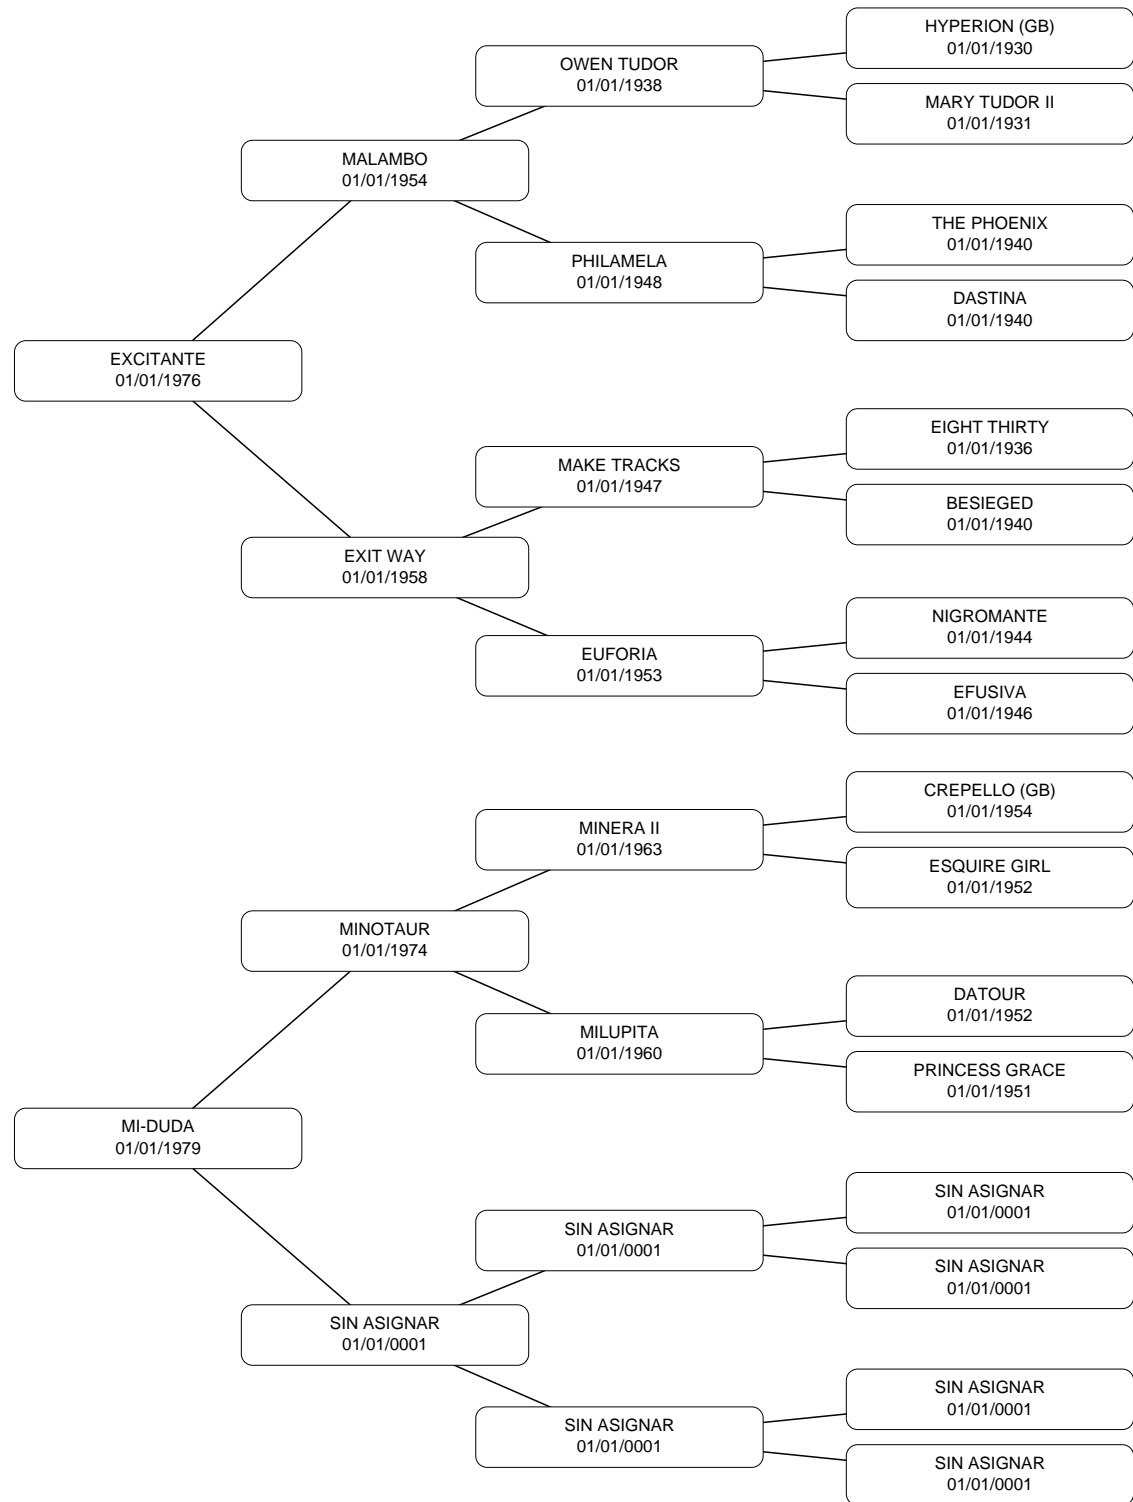 HYPERION (GB)
01/01/1930
OWEN TUDOR
01/01/1938
MARY TUDOR II
01/01/1931
MALAMBO
01/01/1954
THE PHOENIX
01/01/1940
PHILAMELA
01/01/1948
DASTINA
01/01/1940
EXCITANTE
01/01/1976
EIGHT THIRTY
01/01/1936
MAKE TRACKS
01/01/1947
BESIEGED
01/01/1940
EXIT WAY
01/01/1958
NIGROMANTE
01/01/1944
EUFORIA
01/01/1953
EFUSIVA
01/01/1946
CREPELLO (GB)
01/01/1954
MINERA II
01/01/1963
ESQUIRE GIRL
01/01/1952
MINOTAUR
01/01/1974
DATOUR
01/01/1952
MILUPITA
01/01/1960
PRINCESS GRACE
01/01/1951
MI-DUDA
01/01/1979
SIN ASIGNAR
01/01/0001
SIN ASIGNAR
01/01/0001
SIN ASIGNAR
01/01/0001
SIN ASIGNAR
01/01/0001
SIN ASIGNAR
01/01/0001
SIN ASIGNAR
01/01/0001
SIN ASIGNAR
01/01/0001